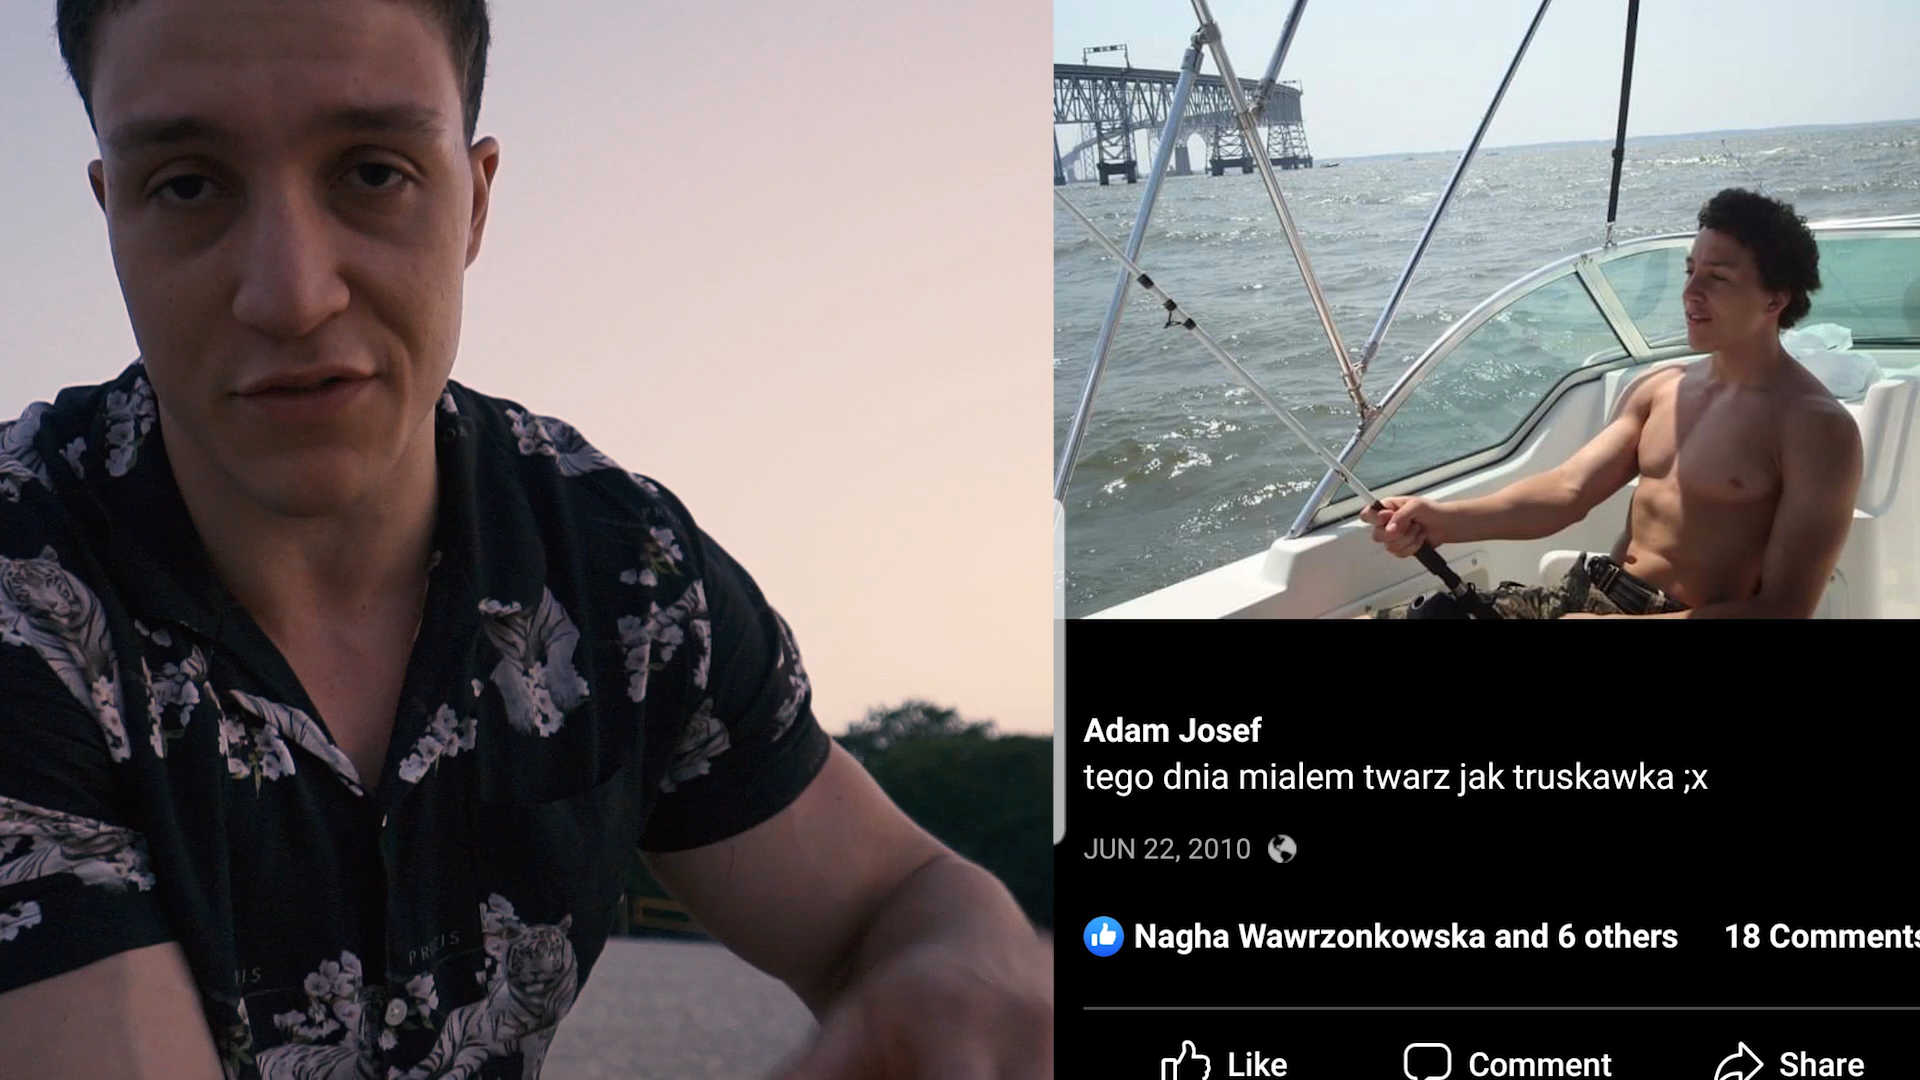 PROZIS
Adam Josef
tego dnia mialem twarz jak truskawka ;x
JUN 22, 2010
Nagha Wawrzonkowska and 6 others
18 Comments
Like
Comment
Share